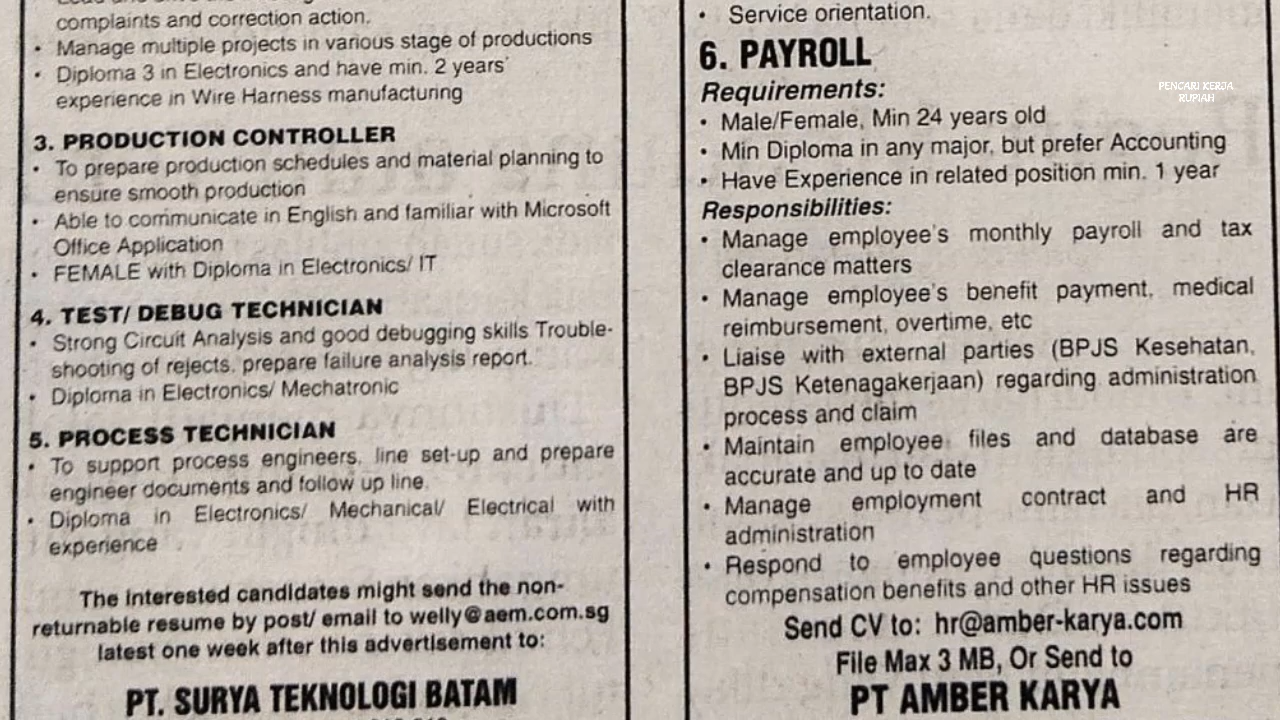 complaints and correction action.
• Manage multiple projects in various stage of productions
• Diploma 3 in Electronics and have min. 2 years'
experience in Wire Harness manufacturing
3. PRODUCTION CONTROLLER
• To prepare production schedules and material planning to
ensure smooth production
• Able to communicate in English and familiar with Microsoft
Office Application
• FEMALE with Diploma in Electronics/ IT
4. TEST/ DEBUG TECHNICIAN
• Strong Circuit Analysis and good debugging skills Trouble-
shooting of rejects, prepare failure analysis report.
• Diploma in Electronics/ Mechatronic
5. PROCESS TECHNICIAN
• To support process engineers, line set-up and prepare
engineer documents and follow up line.
• Diploma in Electronics/ Mechanical/ Electrical with
experience
The interested candidates might send the non-
returnable resume by post/ email to welly@aem.com.sg
latest one week after this advertisement to:
PT. SURYA TEKNOLOGI BATAM
• Service orientation.
6. PAYROLL
Requirements:
• Male/Female, Min 24 years old
• Min Diploma in any major, but prefer Accounting
• Have Experience in related position min. 1 year
Responsibilities:
• Manage employee's monthly payroll and tax
clearance matters
• Manage employee's benefit payment, medical
reimbursement, overtime, etc
• Liaise with external parties (BPJS Kesehatan,
BPJS Ketenagakerjaan) regarding administration
process and claim
• Maintain employee files and database are
accurate and up to date
• Manage employment contract and HR
administration
• Respond to employee questions regarding
compensation benefits and other HR issues
Send CV to: hr@amber-karya.com
File Max 3 MB, Or Send to
PT AMBER KARYA
PENCARI KERJA
RUPIAH